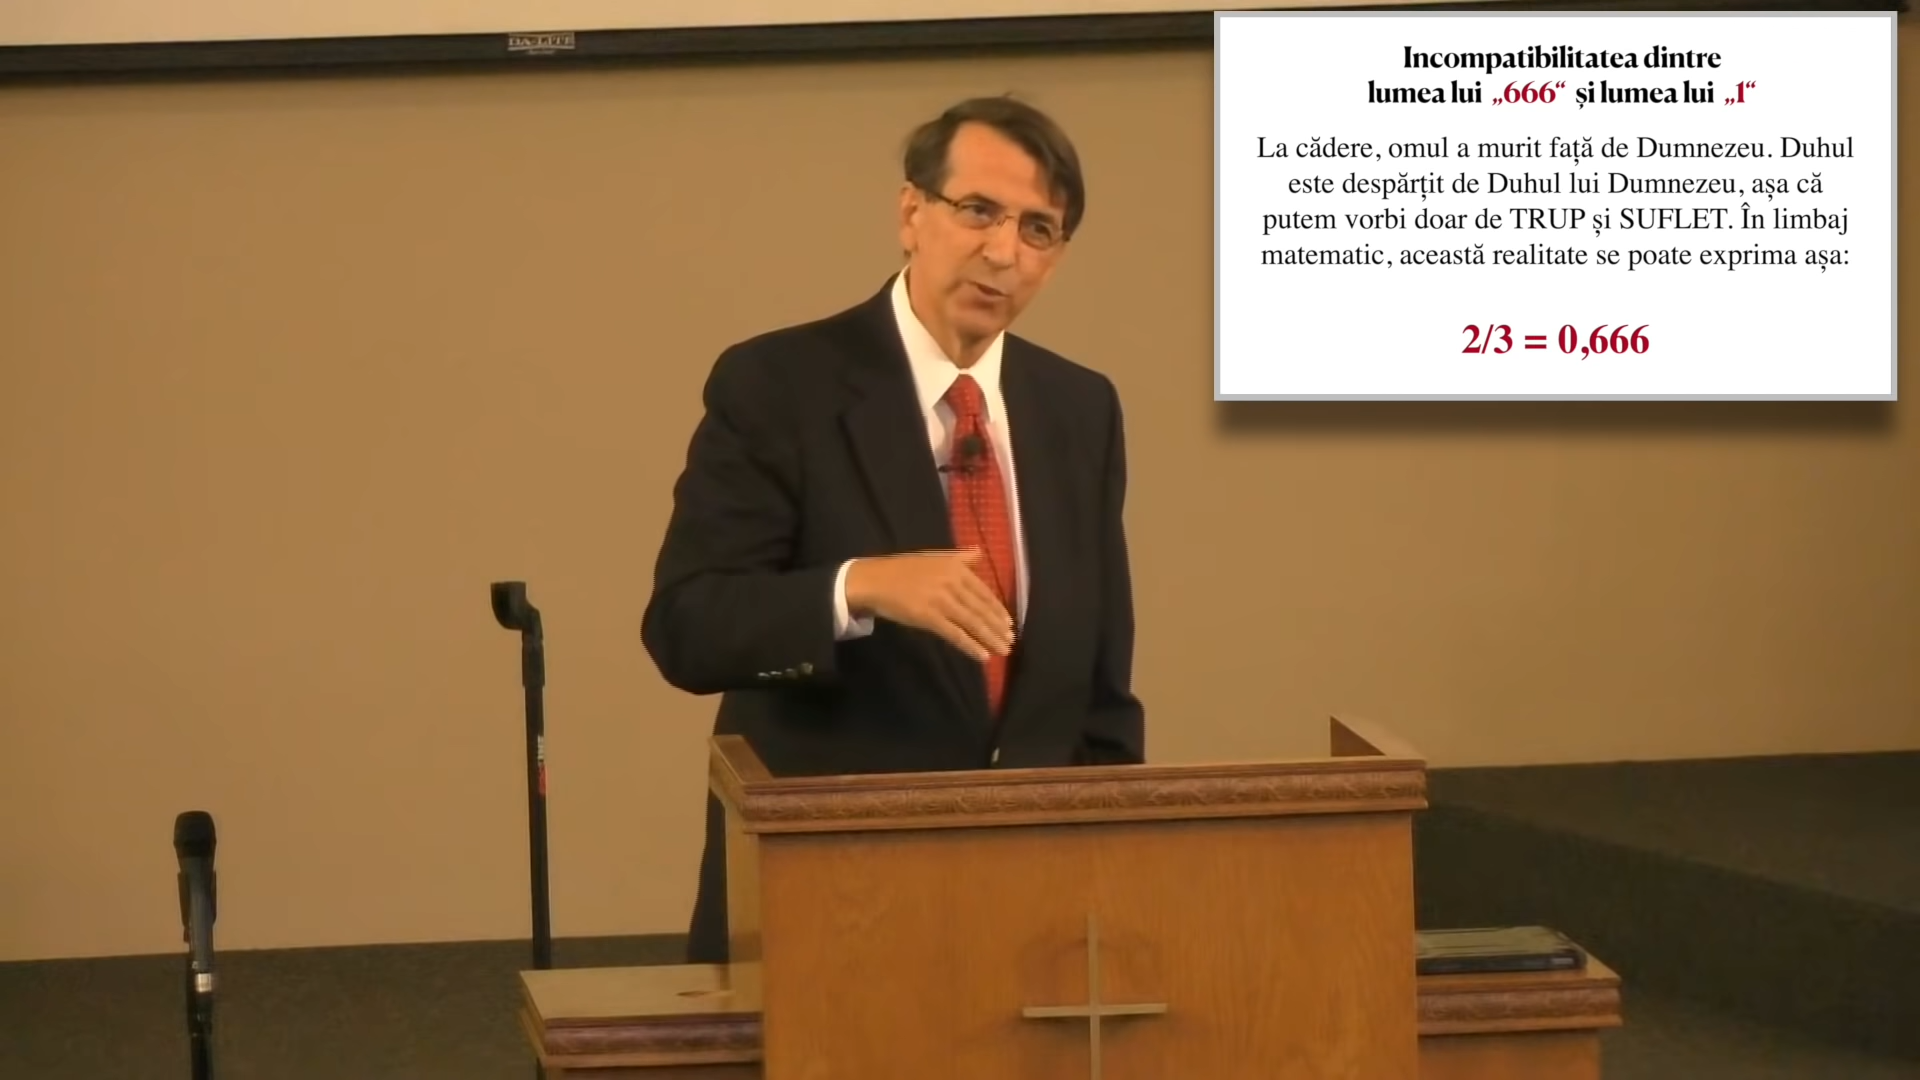 DA-LITE
Incompatibilitatea dintre
lumea lui „666“ și lumea lui „1“
La cădere, omul a murit față de Dumnezeu. Duhul
este despărțit de Duhul lui Dumnezeu, așa că
putem vorbi doar de TRUP și SUFLET. În limbaj
matematic, această realitate se poate exprima așa:
2/3 = 0,666